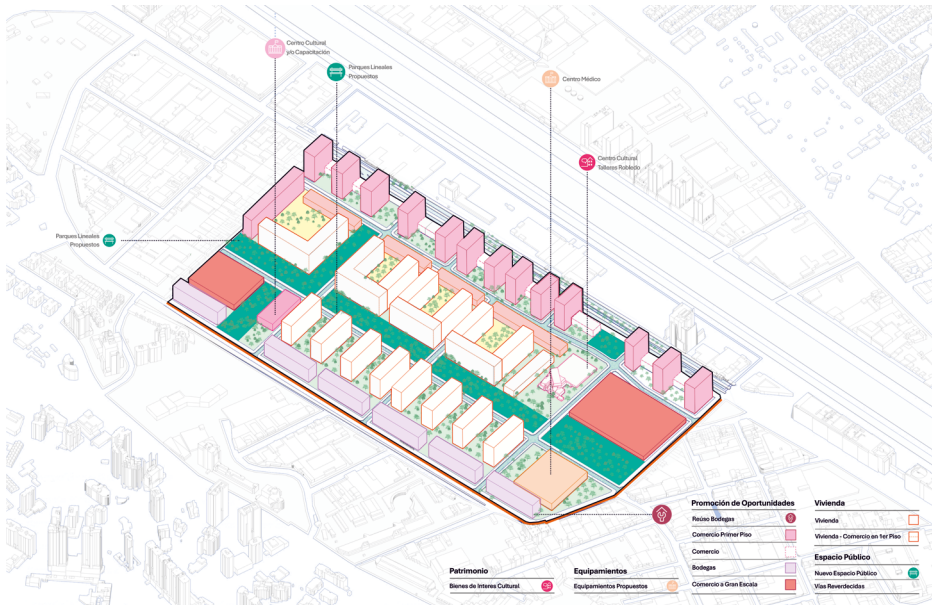 Centro Cultural
y/o Capacitación
Parques Lineales
Propuestos
Centro Médico
Centro Cultural
Talleres Robledo
Parques Lineales
Propuestos
Promoción de Oportunidades
Reúso Bodegas
Comercio Primer Piso
Comercio
Bodegas
Comercio a Gran Escala
Vivienda
Vivienda
Vivienda - Comercio en 1er Piso
Espacio Público
Nuevo Espacio Público
Vías Reverdecidas
Patrimonio
Bienes de Interes Cultural
Equipamientos
Equipamientos Propuestos